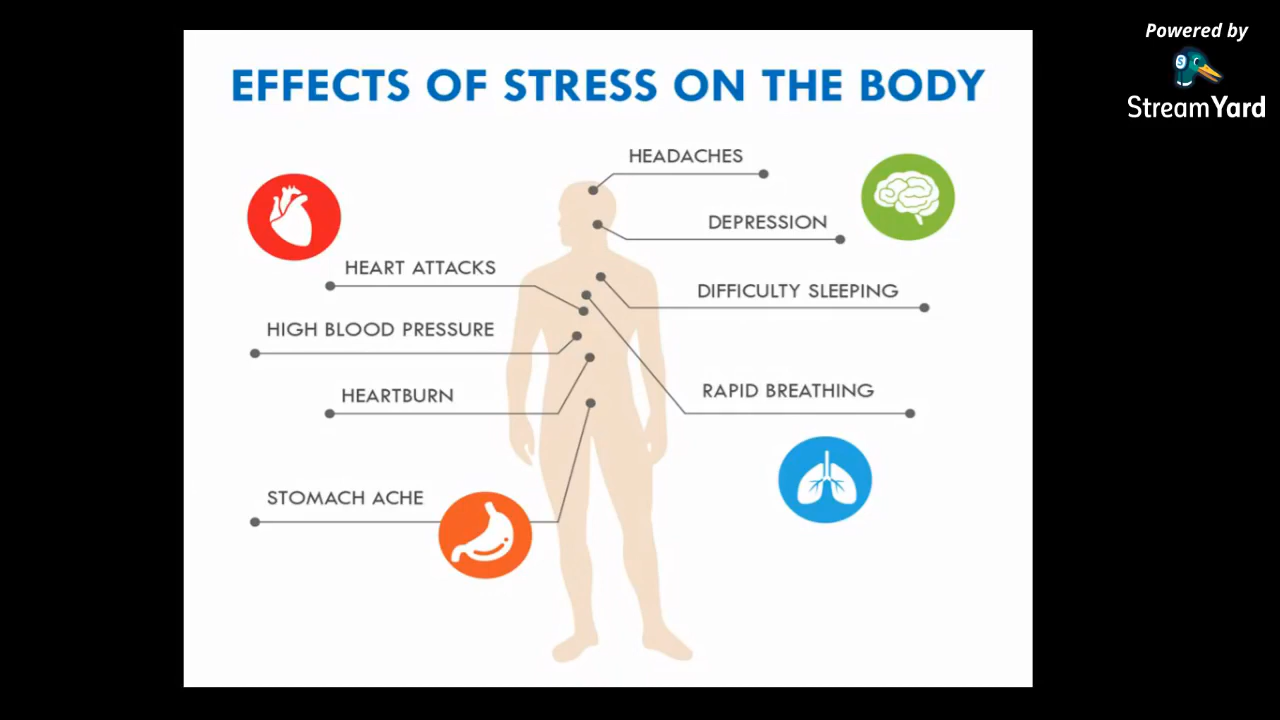 Powered by
StreamYard
EFFECTS OF STRESS ON THE BODY
HEADACHES
DEPRESSION
HEART ATTACKS
DIFFICULTY SLEEPING
HIGH BLOOD PRESSURE
HEARTBURN
RAPID BREATHING
STOMACH ACHE